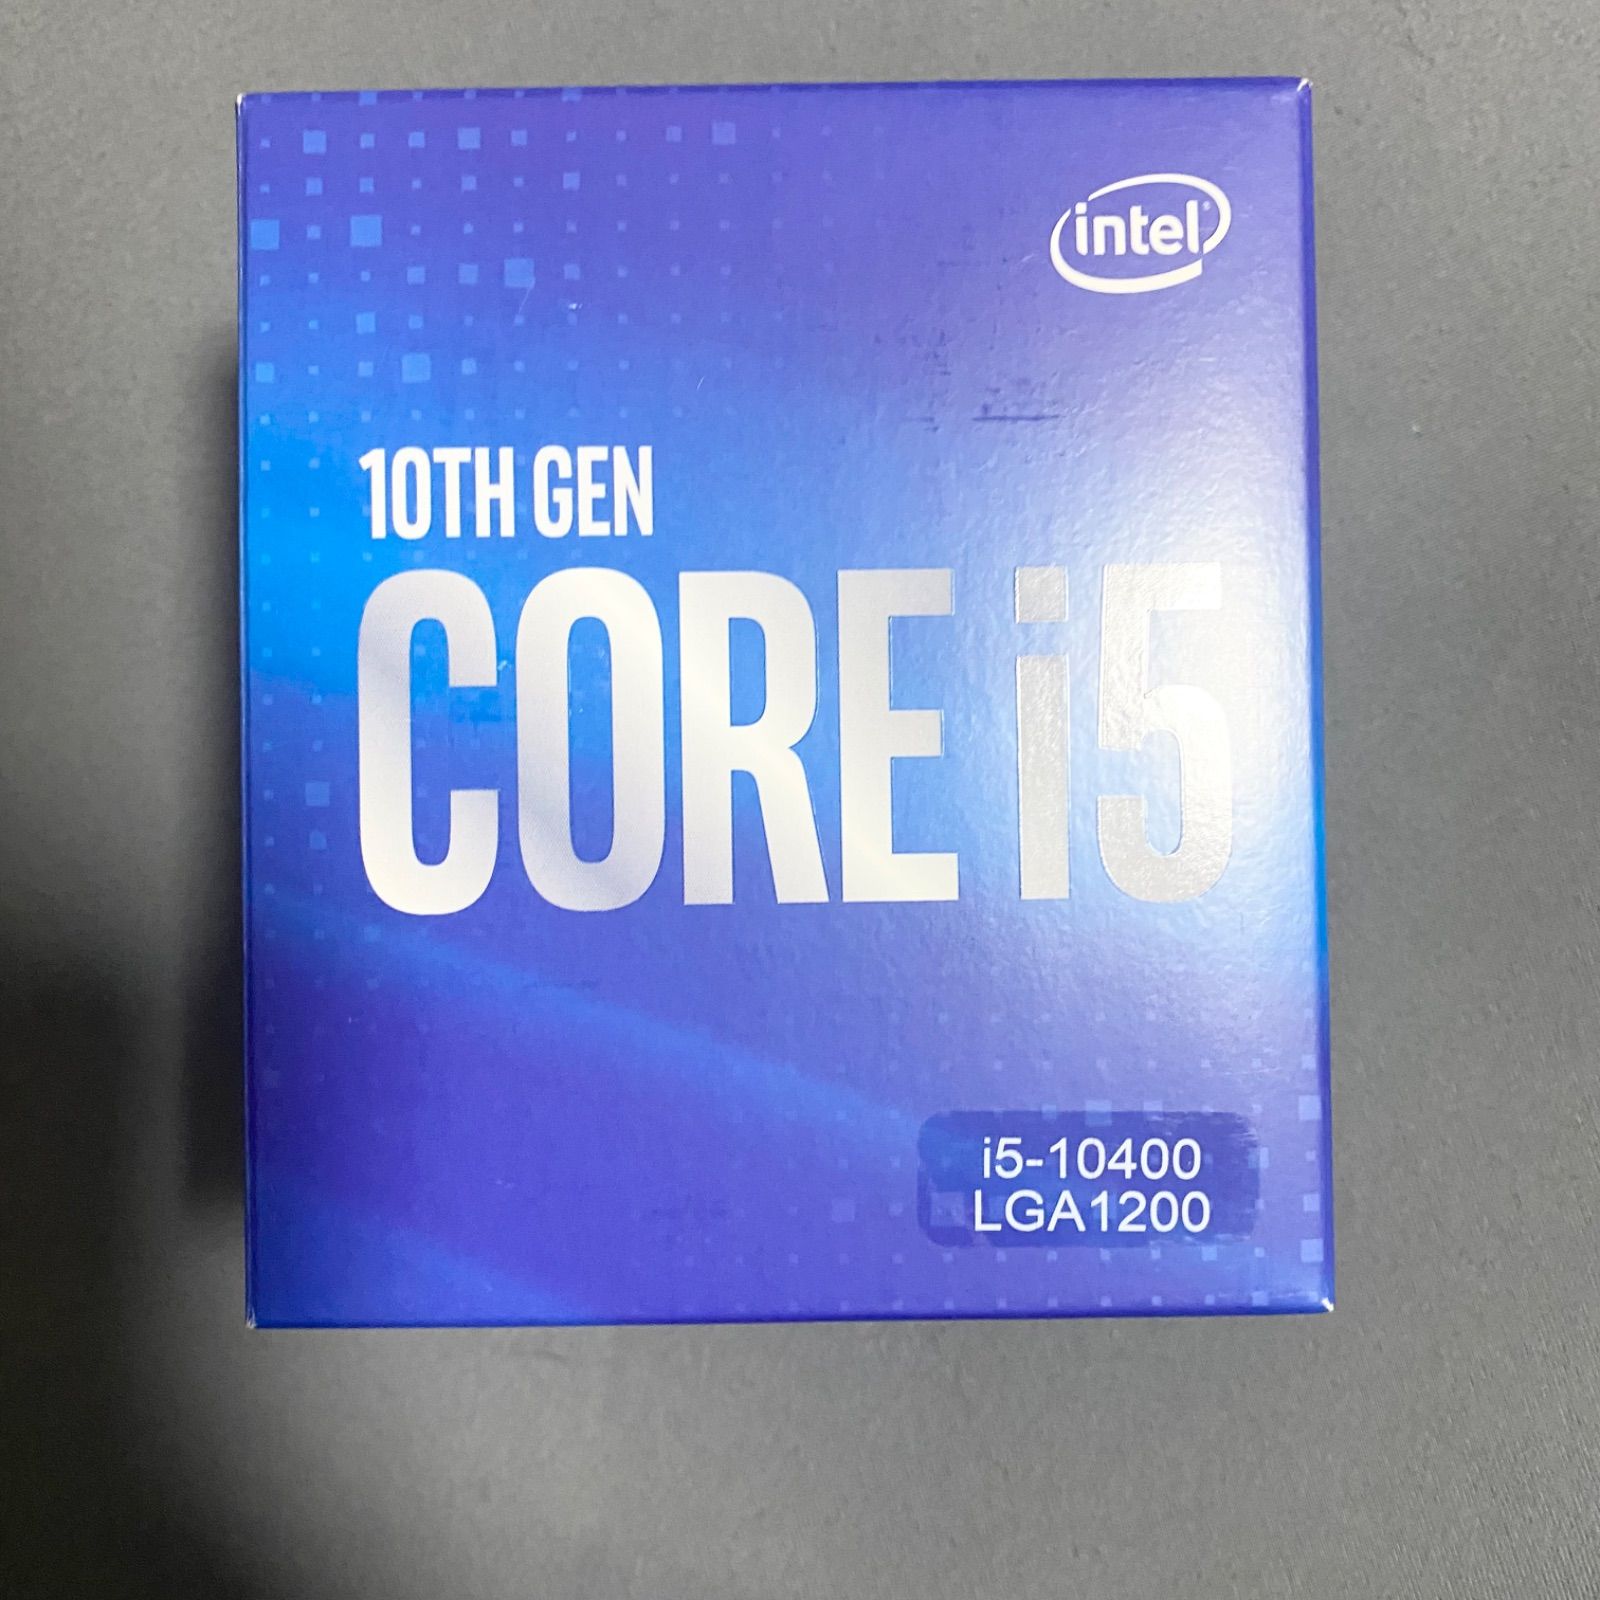 intel
10TH GEN
CORE i5
i5-10400
LGA1200